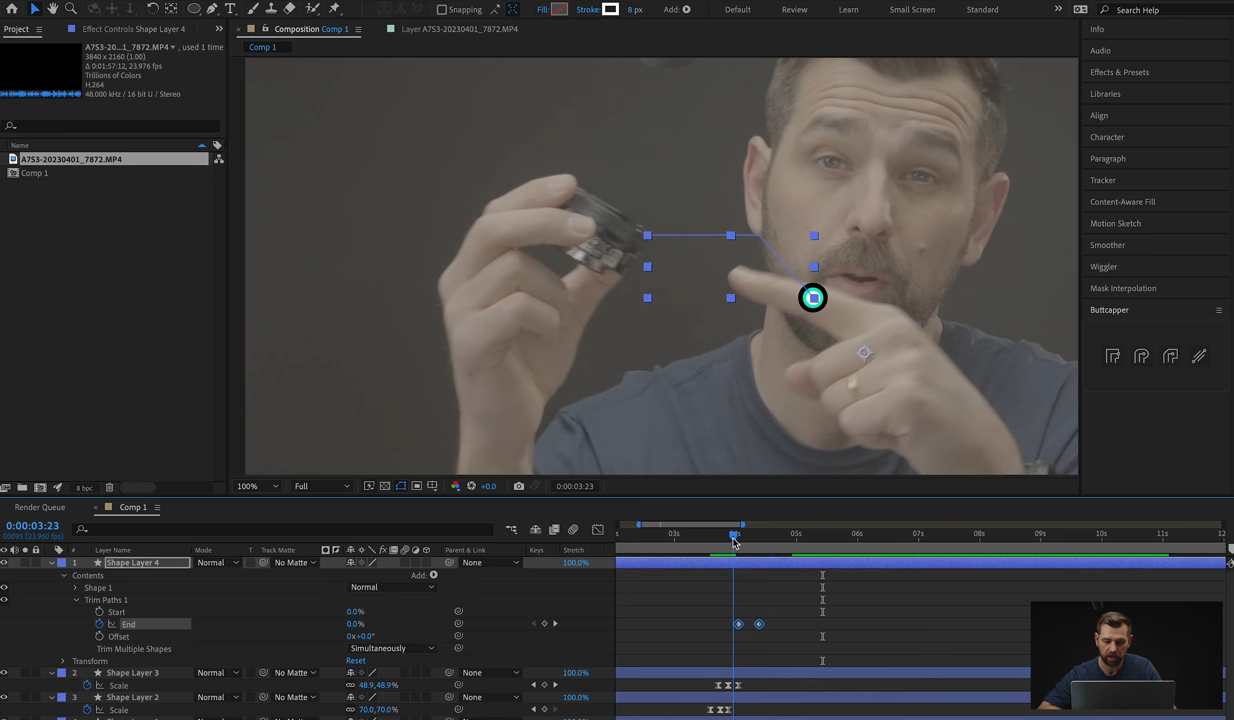 Snapping
Fill:
Stroke:
8 px
Add:
Default
Review
Learn
Small Screen
Standard
Search Help
Project
Effect Controls Shape Layer 4
Composition Comp 1
Layer A7S3-20230401_7872.MP4
Comp 1
A7S3-20...1_7872.MP4 , used 1 time
3840 x 2160 (1.00)
Δ 0:01:57:12, 23.976 fps
Trillions of Colors
H.264
48.000 kHz / 16 bit U / Stereo
Name
A7S3-20230401_7872.MP4
Comp 1
Info
Audio
Effects & Presets
Libraries
Align
Character
Paragraph
Tracker
Content-Aware Fill
Motion Sketch
Smoother
Wiggler
Mask Interpolation
Buttcapper
8 bpc
100%
Full
+0.0
0:00:03:23
Render Queue
Comp 1
0:00:03:23
00095 (23.976 fps)
03s
05s
06s
07s
08s
09s
10s
11s
12
# Layer Name
Mode
T Track Matte
Parent & Link
Keys
Stretch
1 Shape Layer 4
Normal
None
100.0%
Contents
Add:
Shape 1
Normal
Trim Paths 1
Start
0.0%
End
0.0%
Offset
0x+0.0°
Trim Multiple Shapes
Simultaneously
Transform
Reset
2 Shape Layer 3
Normal
No Matte
None
100.0%
Scale
48.9,48.9%
3 Shape Layer 2
Normal
No Matte
None
100.0%
Scale
70.0,70.0%